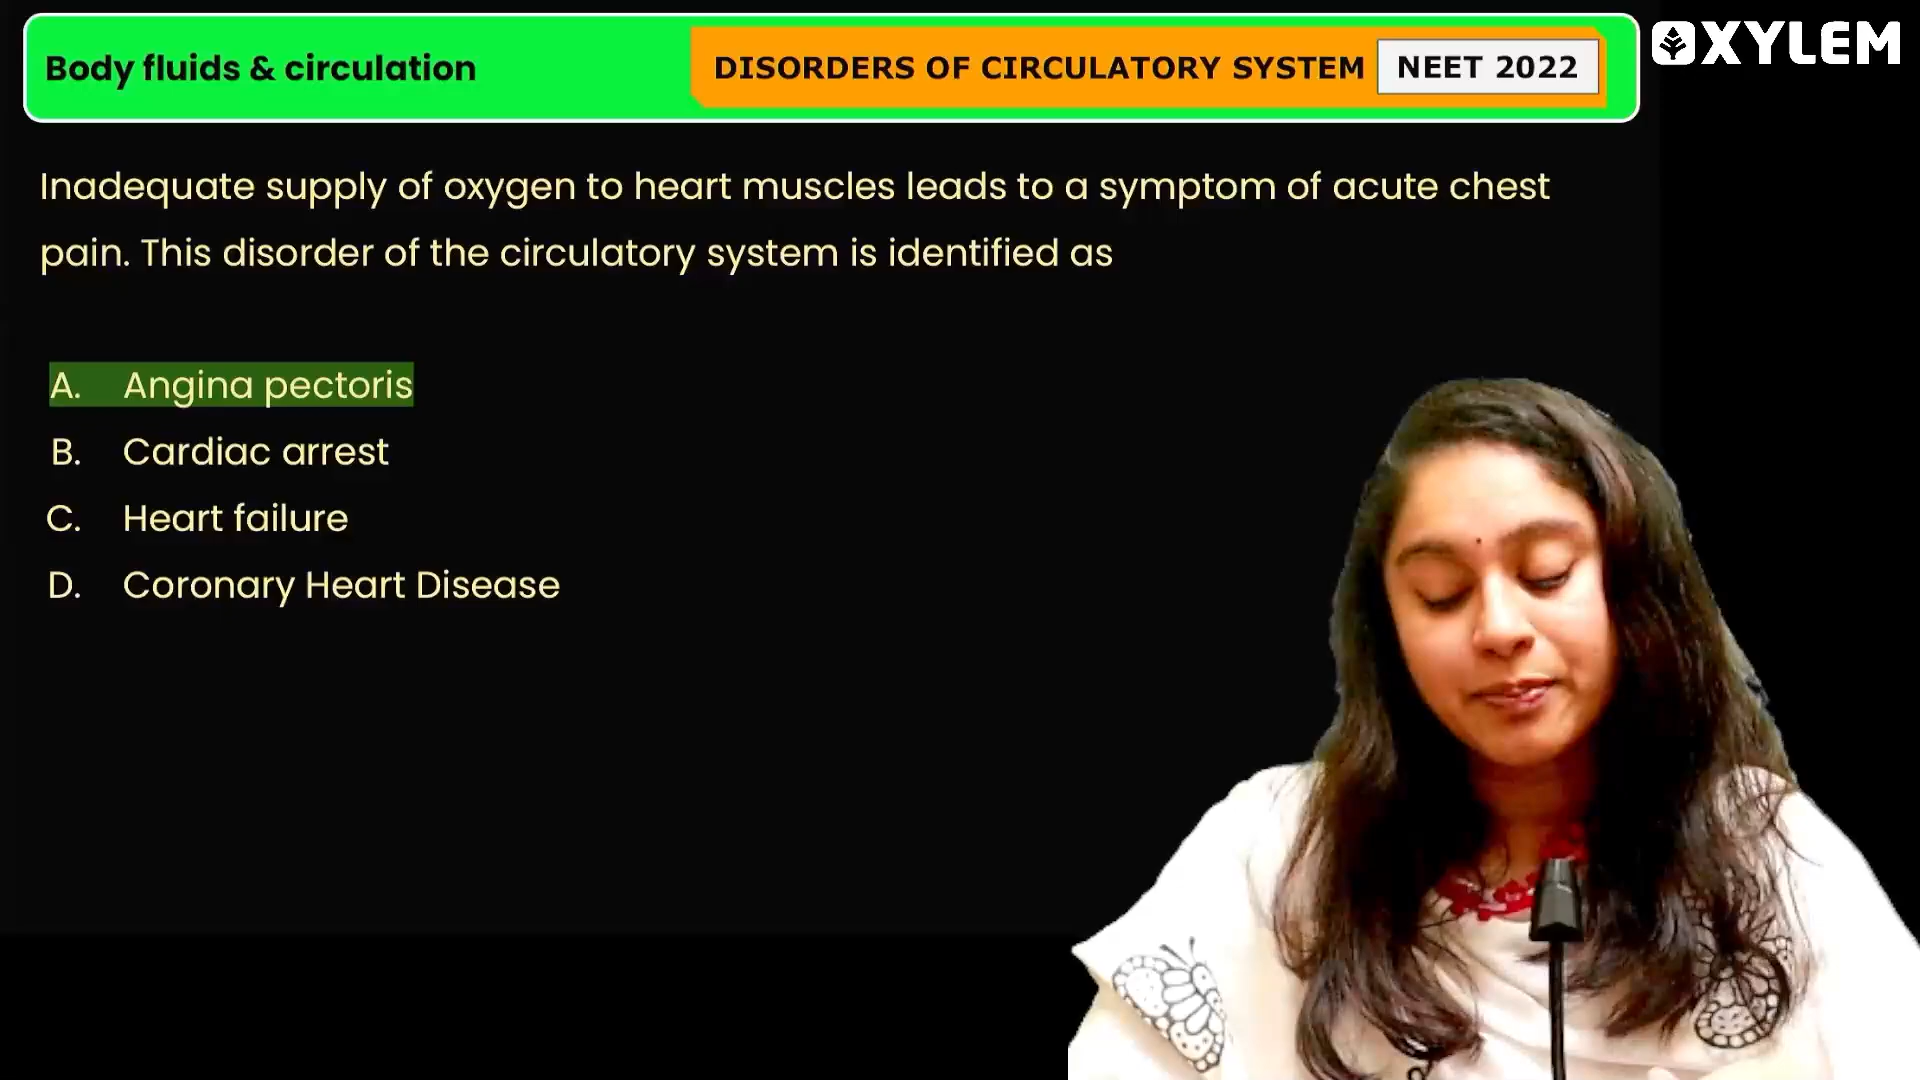 Body fluids & circulation
DISORDERS OF CIRCULATORY SYSTEM
NEET 2022
XYLEM
Inadequate supply of oxygen to heart muscles leads to a symptom of acute chest
pain. This disorder of the circulatory system is identified as
A. Angina pectoris
B. Cardiac arrest
C. Heart failure
D. Coronary Heart Disease